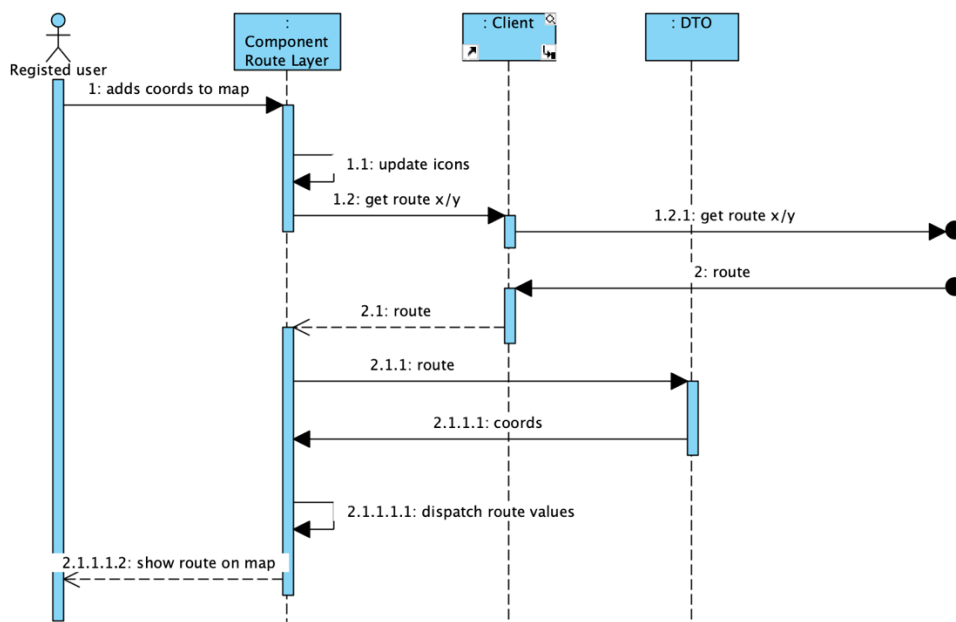 :
Component
Route Layer
: Client
: DTO
Registed user
1: adds coords to map
1.1: update icons
1.2: get route x/y
1.2.1: get route x/y
2: route
2.1: route
2.1.1: route
2.1.1.1: coords
2.1.1.1.1: dispatch route values
2.1.1.1.2: show route on map